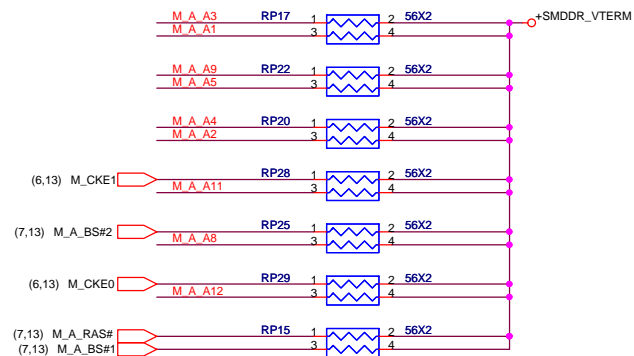 M_A_A3 RP17 1 2 56X2 +SMDDR_VTERM
M_A_A1 3 4
M_A_A9 RP22 1 2 56X2
M_A_A5 3 4
M_A_A4 RP20 1 2 56X2
M_A_A2 3 4
(6,13) M_CKE1 RP28 1 2 56X2
M_A_A11 3 4
(7,13) M_A_BS#2 RP25 1 2 56X2
M_A_A8 3 4
(6,13) M_CKE0 RP29 1 2 56X2
M_A_A12 3 4
(7,13) M_A_RAS# RP15 1 2 56X2
(7,13) M_A_BS#1 3 4